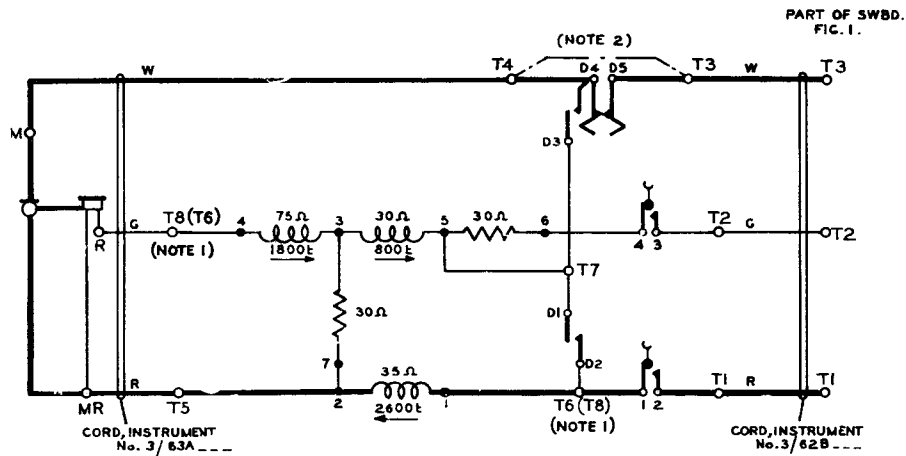 PART OF SWBD.
FIG. 1.
(NOTE 2)
W
T4
D4 D5
T3
W
T3
M
D3
R
G
T8 (T6)
(NOTE 1)
4
75Ω
1800t
3
30Ω
800t
5
30Ω
6
4 3
T2
G
T2
T7
30Ω
D1
7
35Ω
2600t
D2
MR
R
T5
2
1
T6 (T8)
(NOTE 1)
1 2
T1
R
T1
CORD, INSTRUMENT
No. 3/63A _ _ _
CORD, INSTRUMENT
No. 3/62B _ _ _